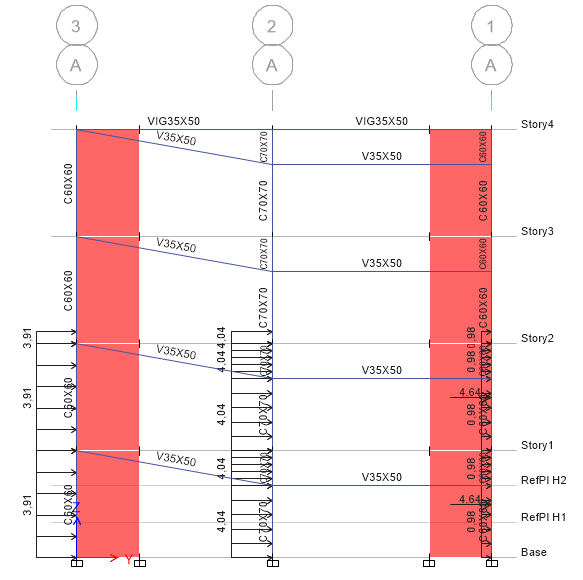 3 2 1
A A A
VIG35X50 VIG35X50
Story4
V35X50
C70X70
C60X60
V35X50
C60X60
C70X70
C60X60
Story3
V35X50
C70X70
C60X60
V35X50
C60X60
C70X70
C60X60
3,91
4,04
0,98
Story2
V35X50
4,04
C70X70
0,98
V35X50
3,91
C60X60
4,64
4,04
C70X70
0,98
Story1
V35X50
4,04
C70X70
0,98
V35X50
RefPl H2
3,91
C60X60
4,64
4,04
C70X70
0,98
C60X60
RefPl H1
Z
Y
Base